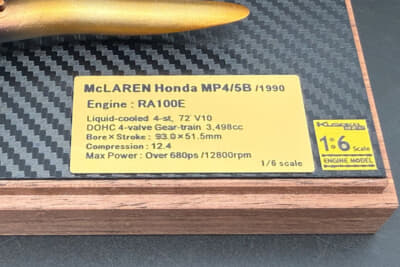 McLAREN Honda MP4/5B /1990
Engine : RA100E
Liquid-cooled 4-st, 72° V10
DOHC 4-valve Gear-train 3,498cc
Bore × Stroke : 93.0 × 51.5mm
Compression : 12.4
Max Power : Over 680ps /12800rpm
1/6 scale
1:6 Scale
ENGINE MODEL